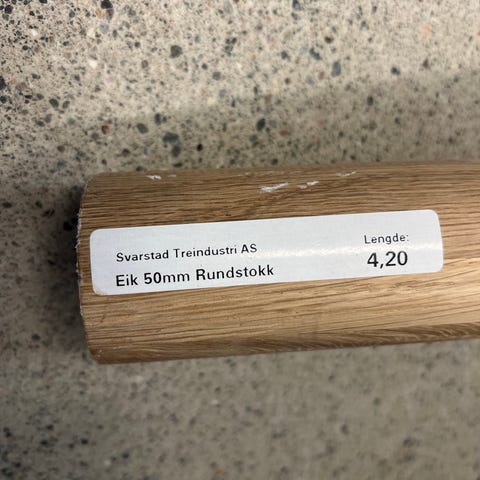 Svarstad Treindustri AS
Eik 50mm Rundstokk
Lengde:
4,20